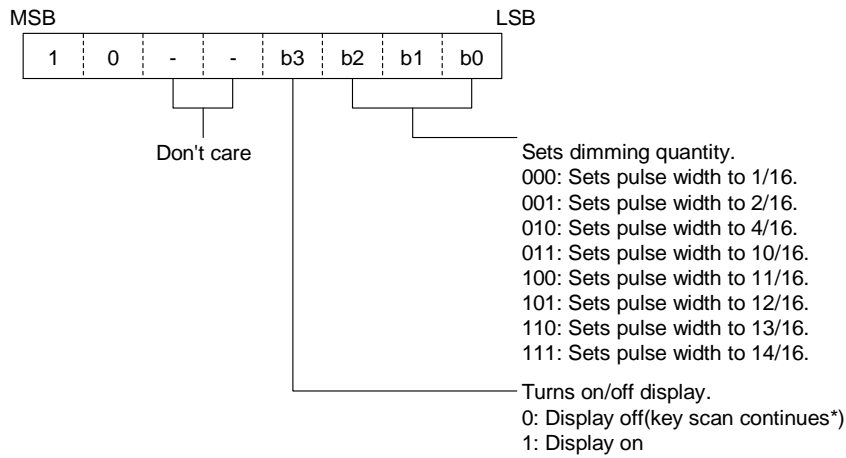 MSB LSB
1 0 - - b3 b2 b1 b0
Don't care
Sets dimming quantity.
000: Sets pulse width to 1/16.
001: Sets pulse width to 2/16.
010: Sets pulse width to 4/16.
011: Sets pulse width to 10/16.
100: Sets pulse width to 11/16.
101: Sets pulse width to 12/16.
110: Sets pulse width to 13/16.
111: Sets pulse width to 14/16.
Turns on/off display.
0: Display off(key scan continues*)
1: Display on